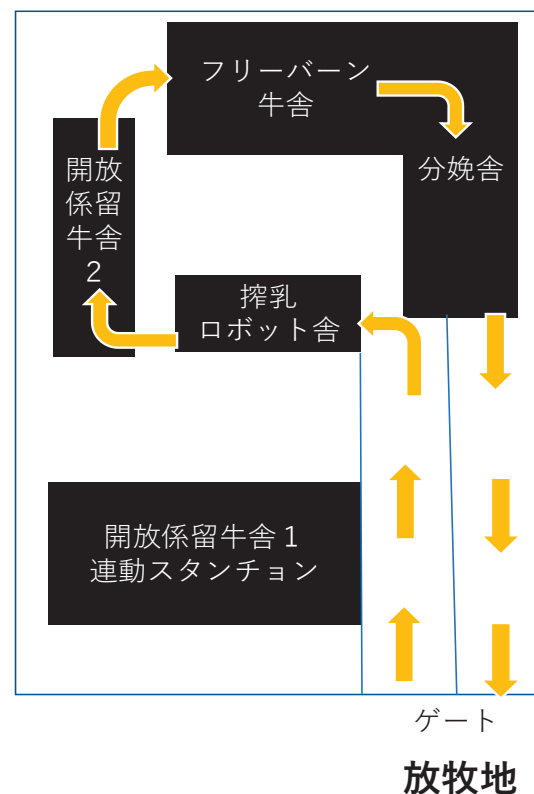 フリーバーン
牛舎
分娩舎
開放
係留
牛舎
2
搾乳
ロボット舎
開放係留牛舎1
連動スタンチョン
ゲート
放牧地